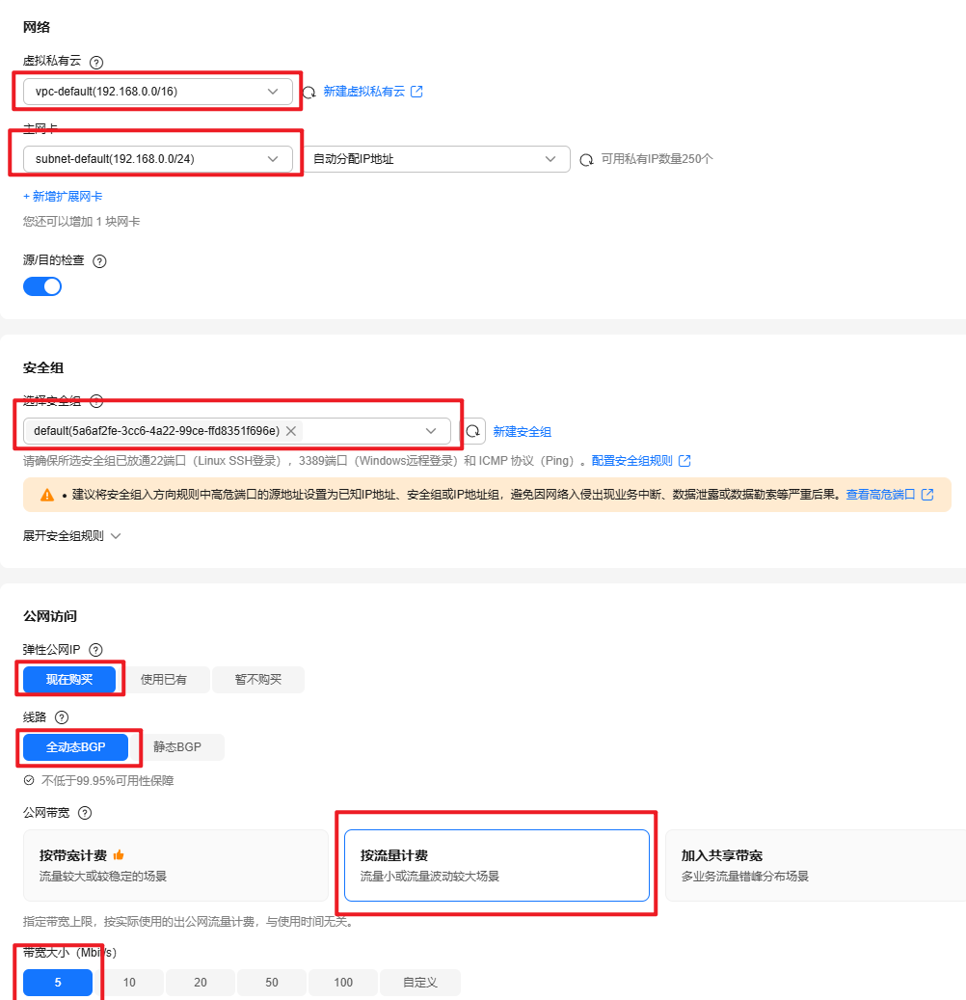 网络
虚拟私有云
vpc-default(192.168.0.0/16) 新建虚拟私有云
主网卡
subnet-default(192.168.0.0/24) 自动分配IP地址 可用私有IP数量250个
+ 新增扩展网卡
您还可以增加 1 块网卡
源/目的检查
安全组
选择安全组
default(5a6af2fe-3cc6-4a22-99ce-ffd8351f696e) 新建安全组
请确保所选安全组已放通22端口（Linux SSH登录），3389端口（Windows远程登录）和 ICMP 协议（Ping）。配置安全组规则
• 建议将安全组入方向规则中高危端口的源地址设置为已知IP地址、安全组或IP地址组，避免因网络入侵出现业务中断、数据泄露或数据勒索等严重后果。查看高危端口
展开安全组规则
公网访问
弹性公网IP
现在购买 使用已有 暂不购买
线路
全动态BGP 静态BGP
不低于99.95%可用性保障
公网带宽
按带宽计费 按流量计费 加入共享带宽
流量较大或较稳定的场景 流量小或流量波动较大场景 多业务流量错峰分布场景
指定带宽上限，按实际使用的出公网流量计费，与使用时间无关。
带宽大小（Mbit/s）
5 10 20 50 100 自定义